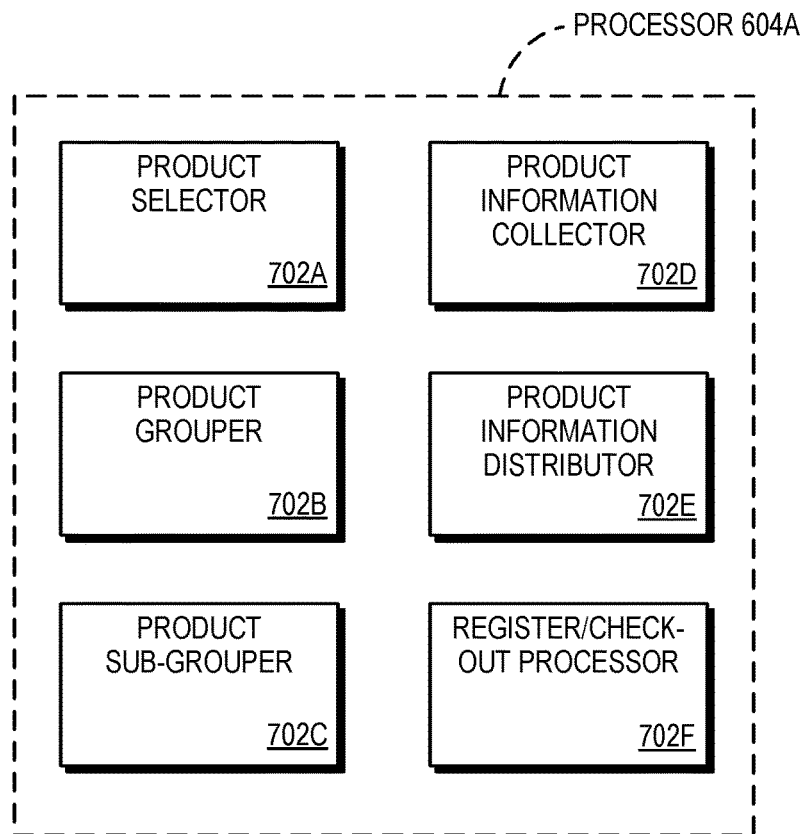 PROCESSOR 604A
PRODUCT
SELECTOR
702A
PRODUCT
INFORMATION
COLLECTOR
702D
PRODUCT
GROUPER
702B
PRODUCT
INFORMATION
DISTRIBUTOR
702E
PRODUCT
SUB-GROUPER
702C
REGISTER/CHECK-
OUT PROCESSOR
702F